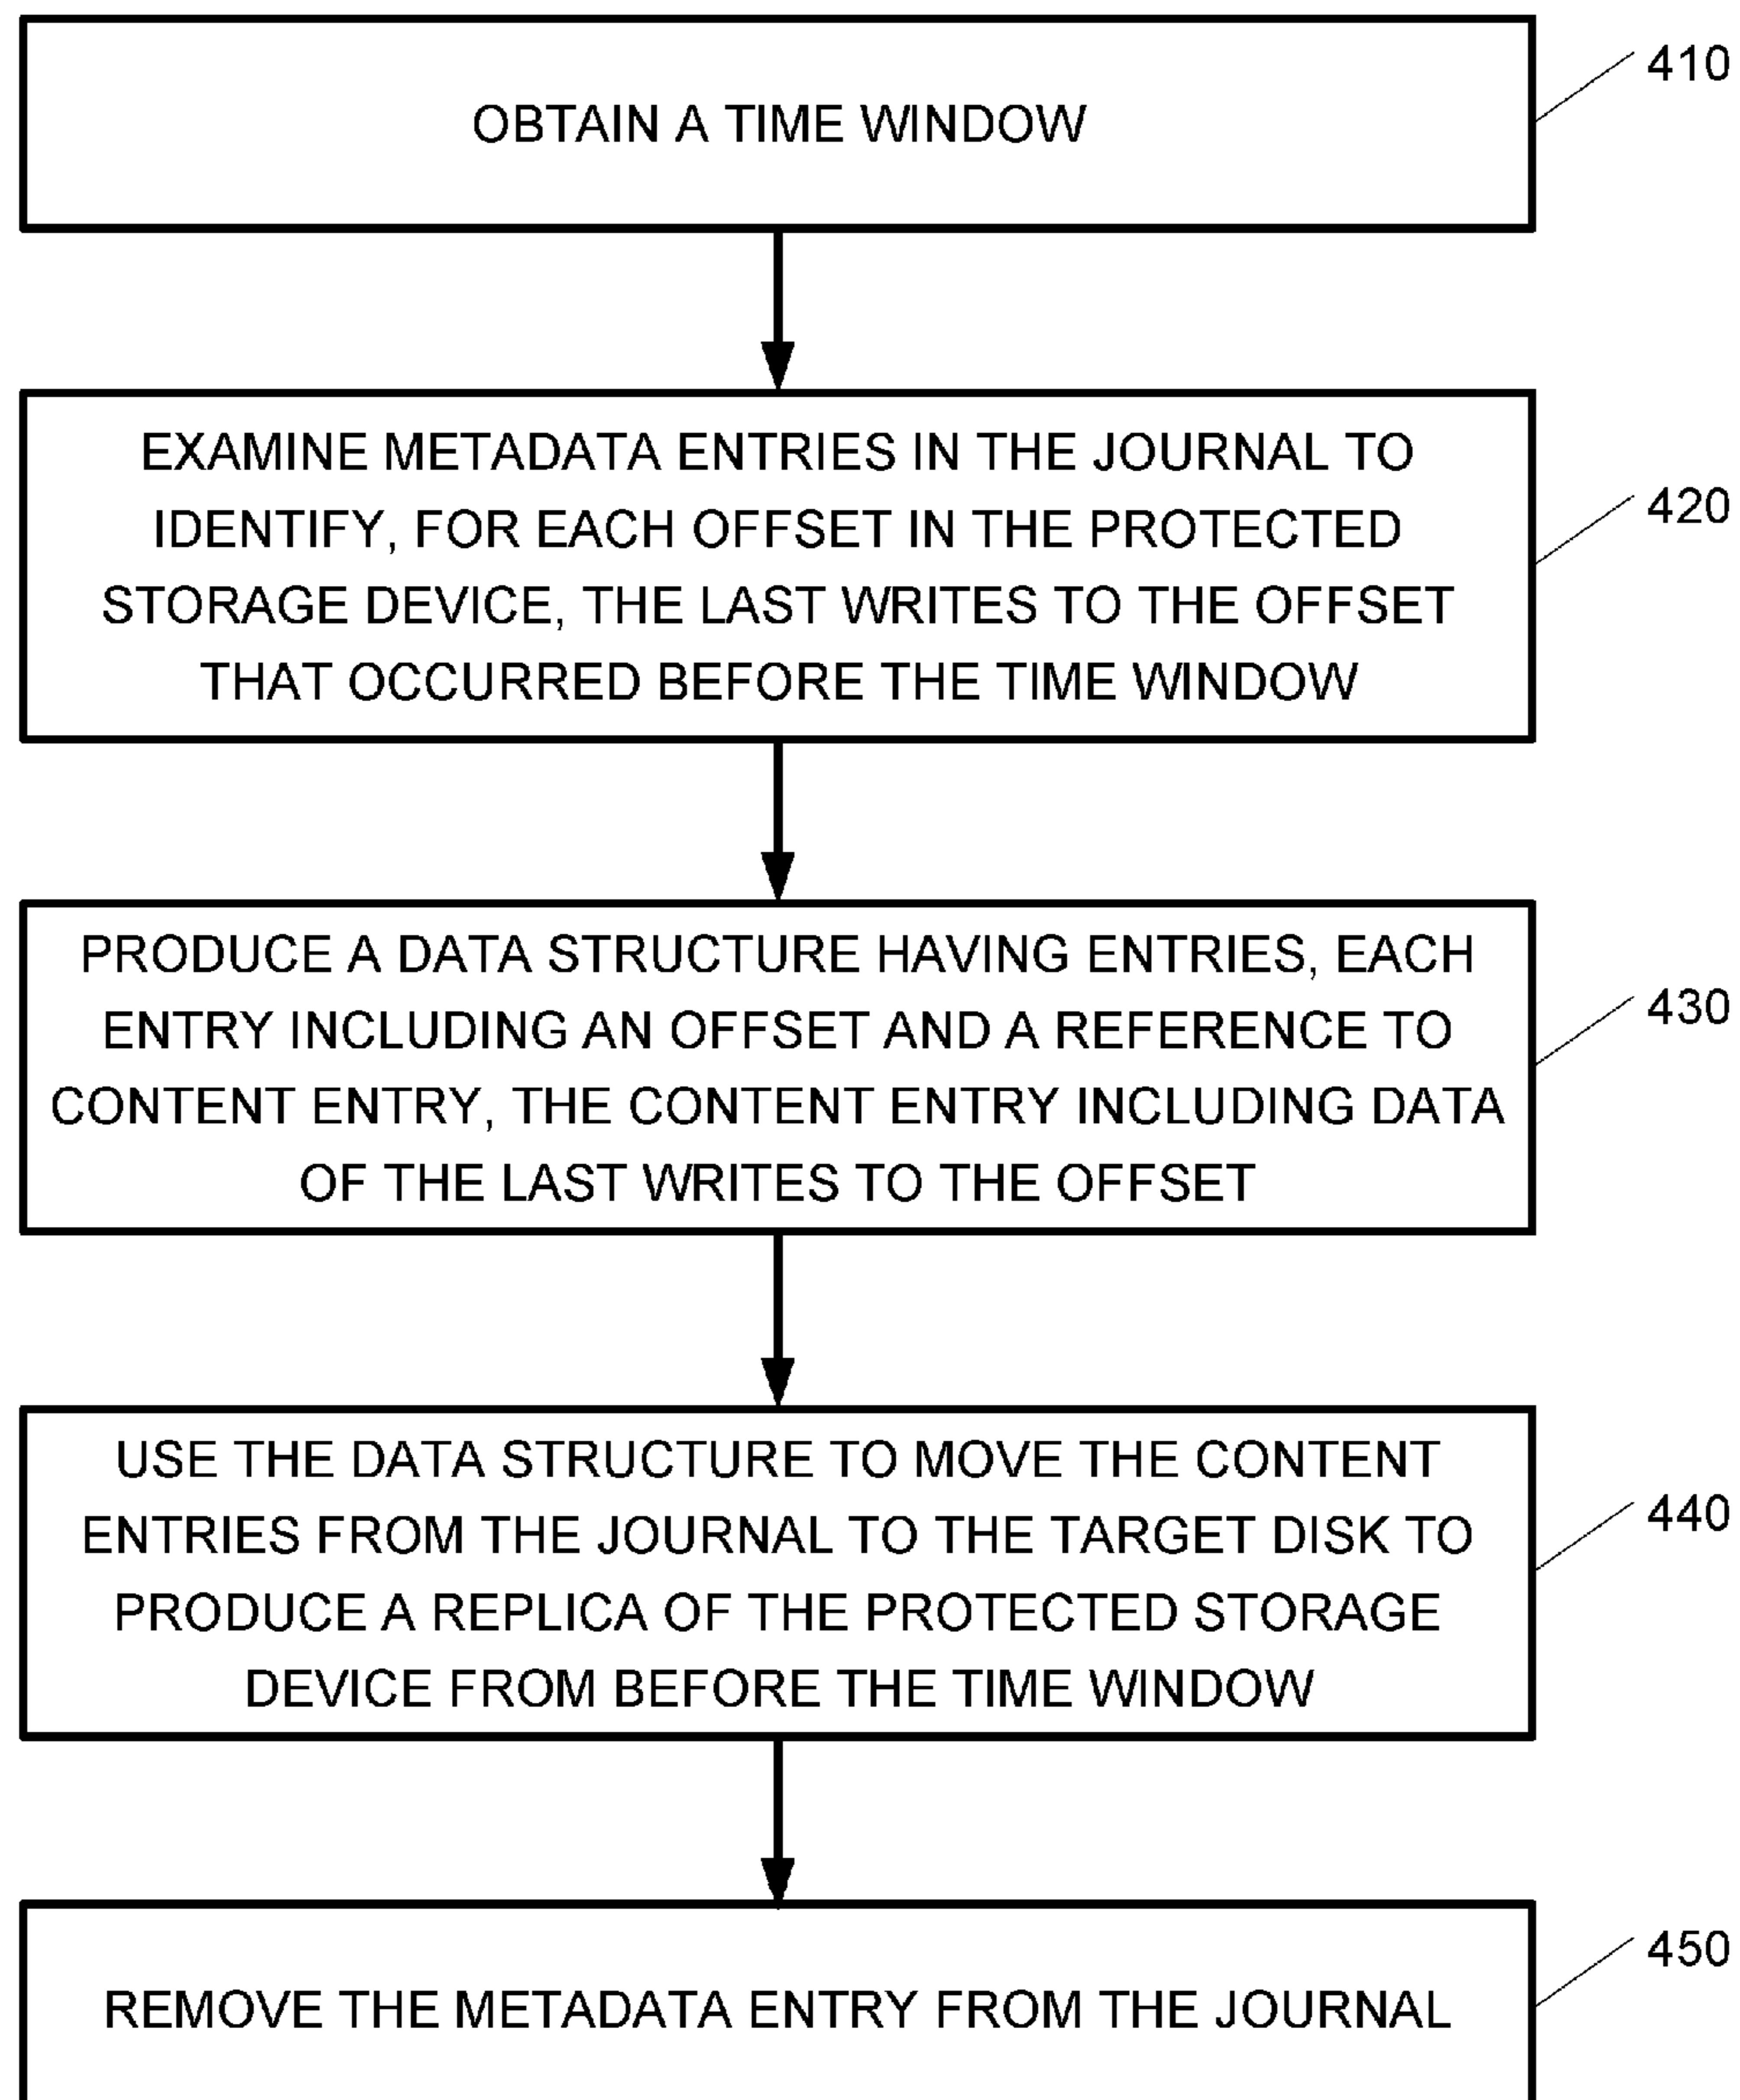 OBTAIN A TIME WINDOW
410
EXAMINE METADATA ENTRIES IN THE JOURNAL TO
IDENTIFY, FOR EACH OFFSET IN THE PROTECTED
STORAGE DEVICE, THE LAST WRITES TO THE OFFSET
THAT OCCURRED BEFORE THE TIME WINDOW
420
PRODUCE A DATA STRUCTURE HAVING ENTRIES, EACH
ENTRY INCLUDING AN OFFSET AND A REFERENCE TO
CONTENT ENTRY, THE CONTENT ENTRY INCLUDING DATA
OF THE LAST WRITES TO THE OFFSET
430
USE THE DATA STRUCTURE TO MOVE THE CONTENT
ENTRIES FROM THE JOURNAL TO THE TARGET DISK TO
PRODUCE A REPLICA OF THE PROTECTED STORAGE
DEVICE FROM BEFORE THE TIME WINDOW
440
REMOVE THE METADATA ENTRY FROM THE JOURNAL
450